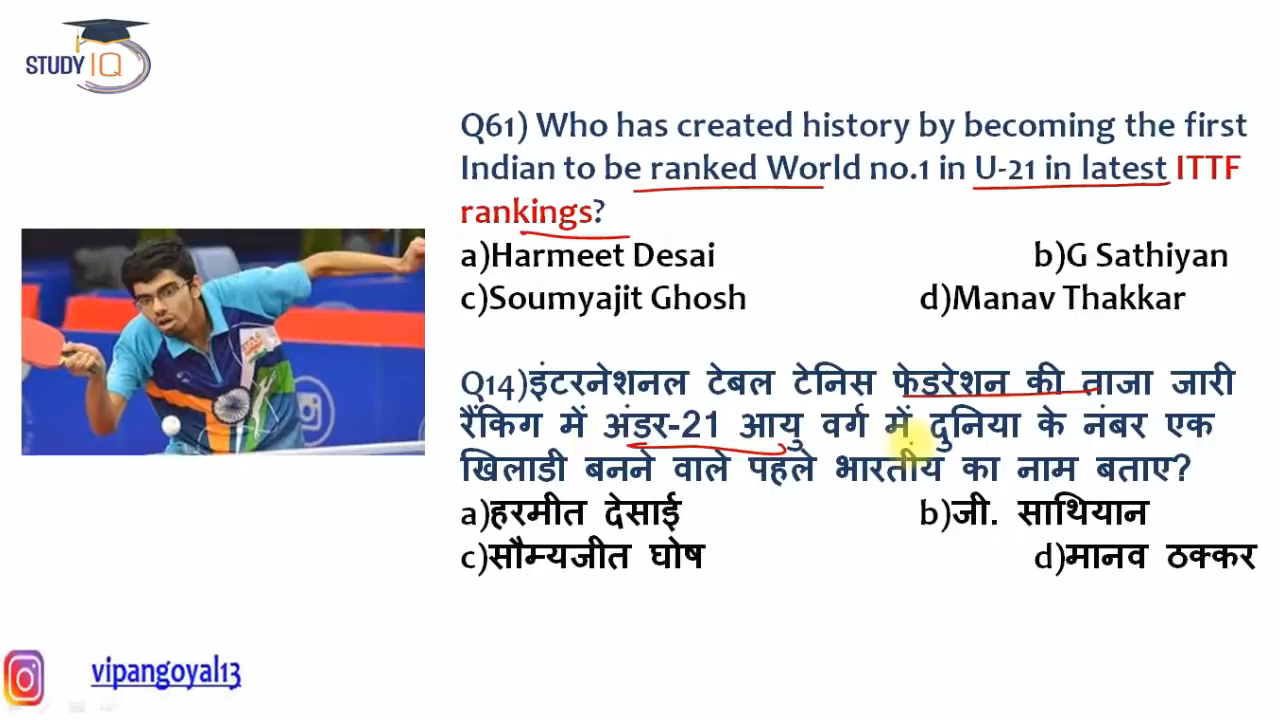 STUDY IQ
Q61) Who has created history by becoming the first
Indian to be ranked World no.1 in U-21 in latest ITTF
rankings?
a)Harmeet Desai b)G Sathiyan
c)Soumyajit Ghosh d)Manav Thakkar
Q14)इंटरनेशनल टेबल टेनिस फेडरेशन की ताजा जारी
रैंकिग में अंडर-21 आयु वर्ग में दुनिया के नंबर एक
खिलाडी बनने वाले पहले भारतीय का नाम बताए?
a)हरमीत देसाई b)जी. साथियान
c)सौम्यजीत घोष d)मानव ठक्कर
vipangoyal13